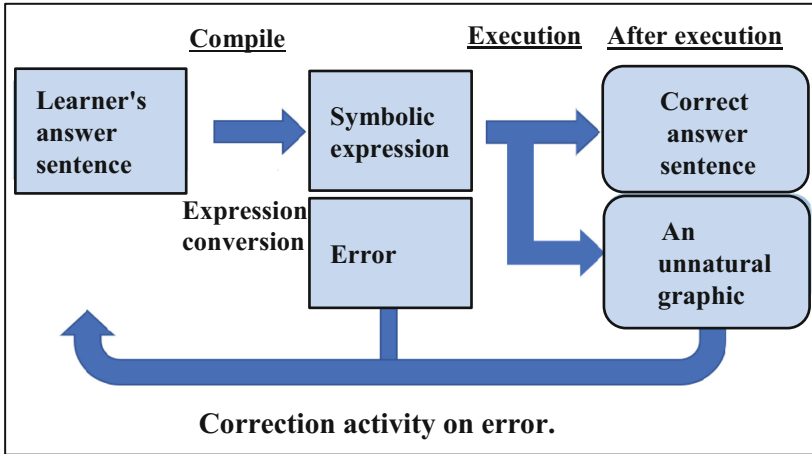 Compile
Execution
After execution
Learner's
answer
sentence
Symbolic
expression
Correct
answer
sentence
Expression
conversion
Error
An
unnatural
graphic
Correction activity on error.